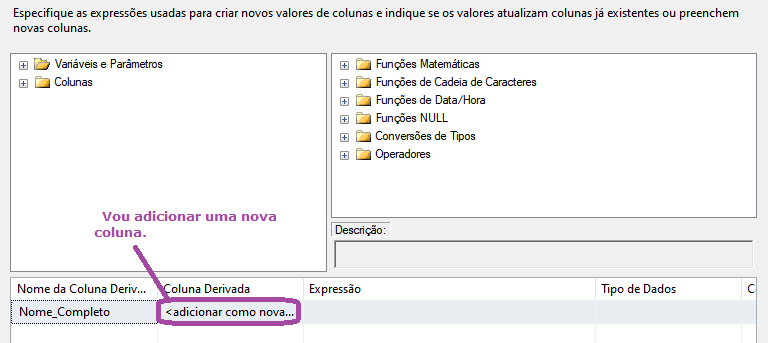 Especifique as expressões usadas para criar novos valores de colunas e indique se os valores atualizam colunas já existentes ou preenchem
novas colunas.
Variáveis e Parâmetros
Colunas
Funções Matemáticas
Funções de Cadeia de Caracteres
Funções de Data/Hora
Funções NULL
Conversões de Tipos
Operadores
Vou adicionar uma nova
coluna.
Descrição:
Nome da Coluna Deriv... Coluna Derivada Expressão Tipo de Dados C
Nome_Completo <adicionar como nova...